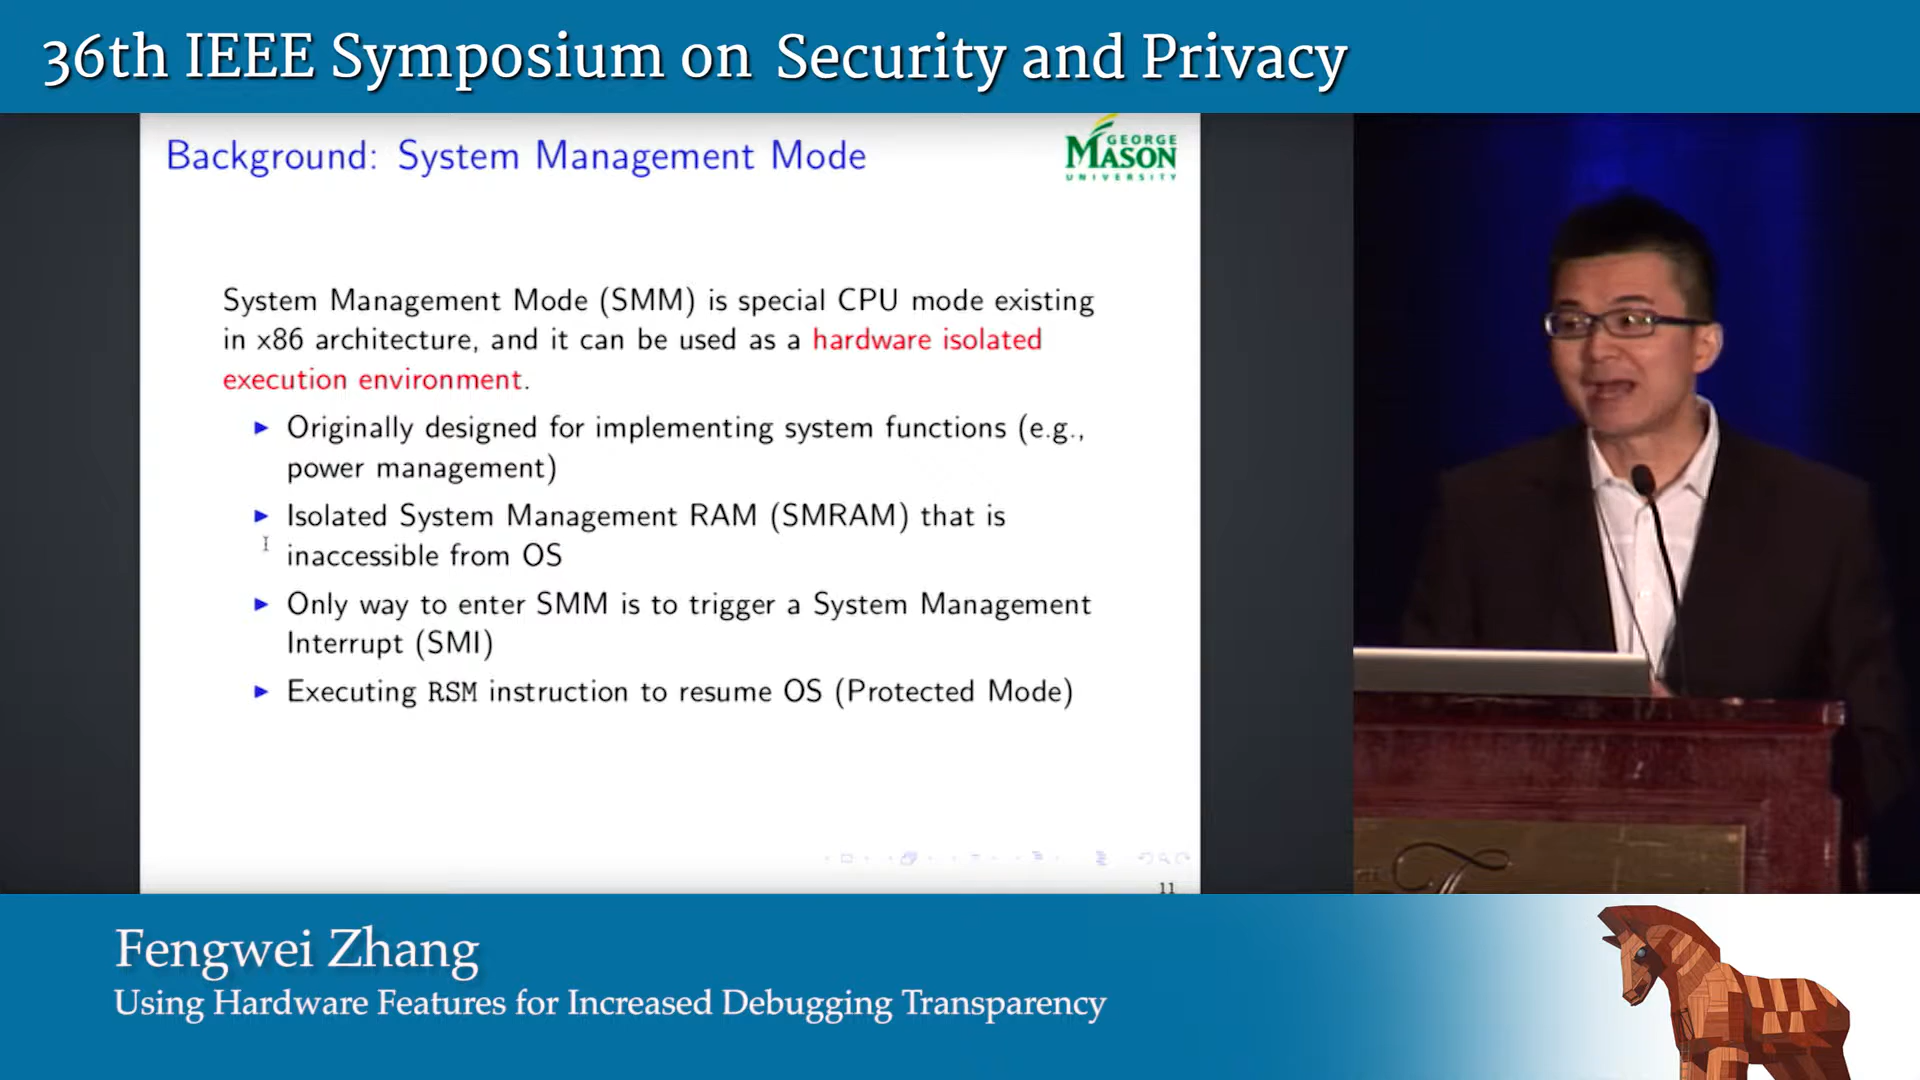 36th IEEE Symposium on Security and Privacy
Background: System Management Mode
GEORGE
MASON
UNIVERSITY
System Management Mode (SMM) is special CPU mode existing
in x86 architecture, and it can be used as a hardware isolated
execution environment.
Originally designed for implementing system functions (e.g.,
power management)
Isolated System Management RAM (SMRAM) that is
inaccessible from OS
Only way to enter SMM is to trigger a System Management
Interrupt (SMI)
Executing RSM instruction to resume OS (Protected Mode)
11
Fengwei Zhang
Using Hardware Features for Increased Debugging Transparency